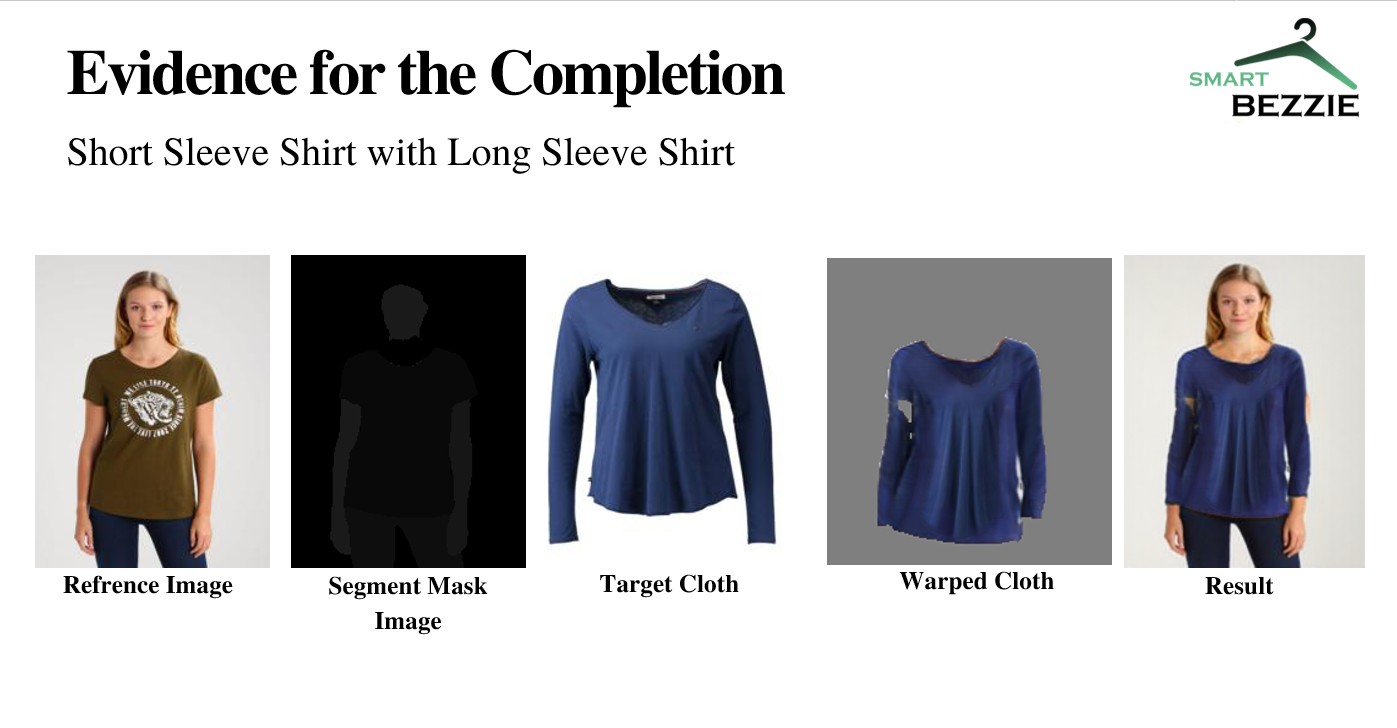 Evidence for the Completion
SMART
BEZZIE
Short Sleeve Shirt with Long Sleeve Shirt
Refrence Image
Segment Mask
Image
Target Cloth
Warped Cloth
Result